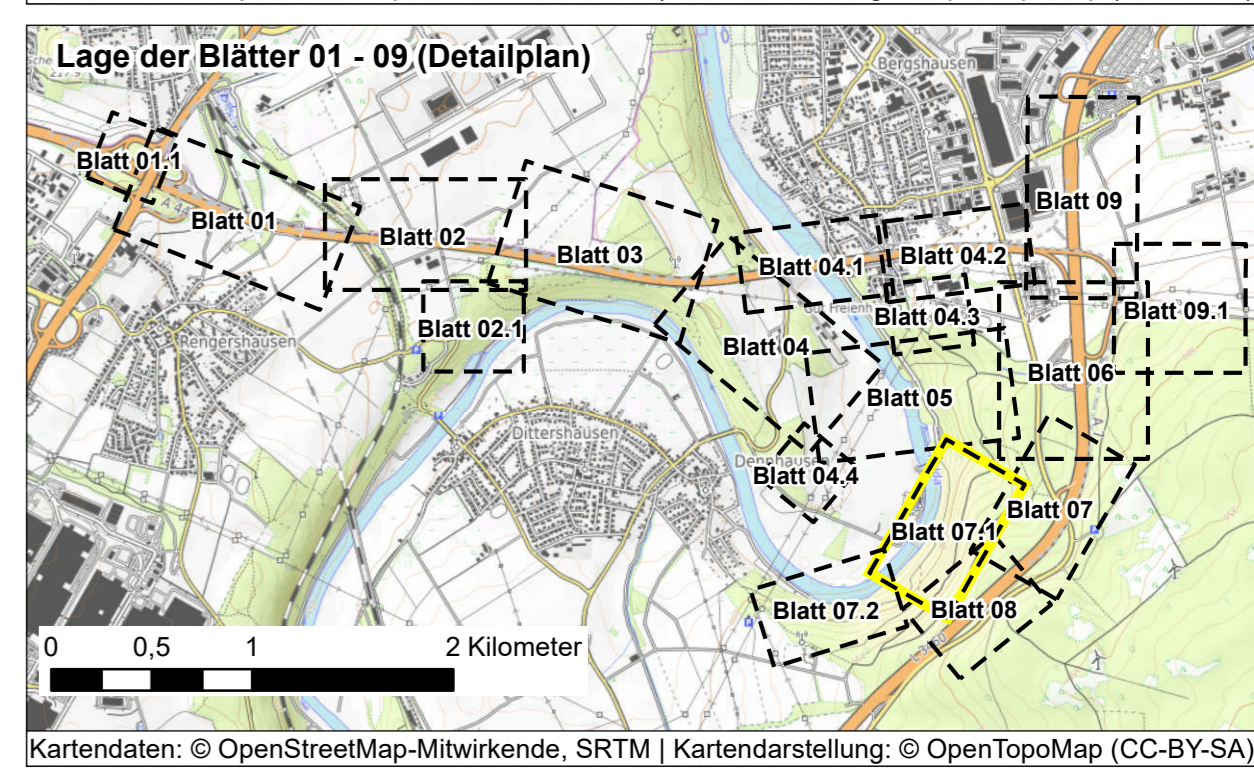 Lage der Blätter 01 - 09 (Detailplan)
Bergshausen
Blatt 01.1
Blatt 09
Blatt 01
Blatt 02
Blatt 03
Blatt 04.1
Blatt 04.2
Blatt 02.1
Blatt 04.3
Blatt 09.1
Rengershausen
Blatt 04
Blatt 06
Blatt 05
Dittershausen
Dennhausen
Blatt 04.4
Blatt 07
Blatt 07.1
Blatt 07.2
Blatt 08
0 0,5 1 2 Kilometer
Kartendaten: © OpenStreetMap-Mitwirkende, SRTM | Kartendarstellung: © OpenTopoMap (CC-BY-SA)